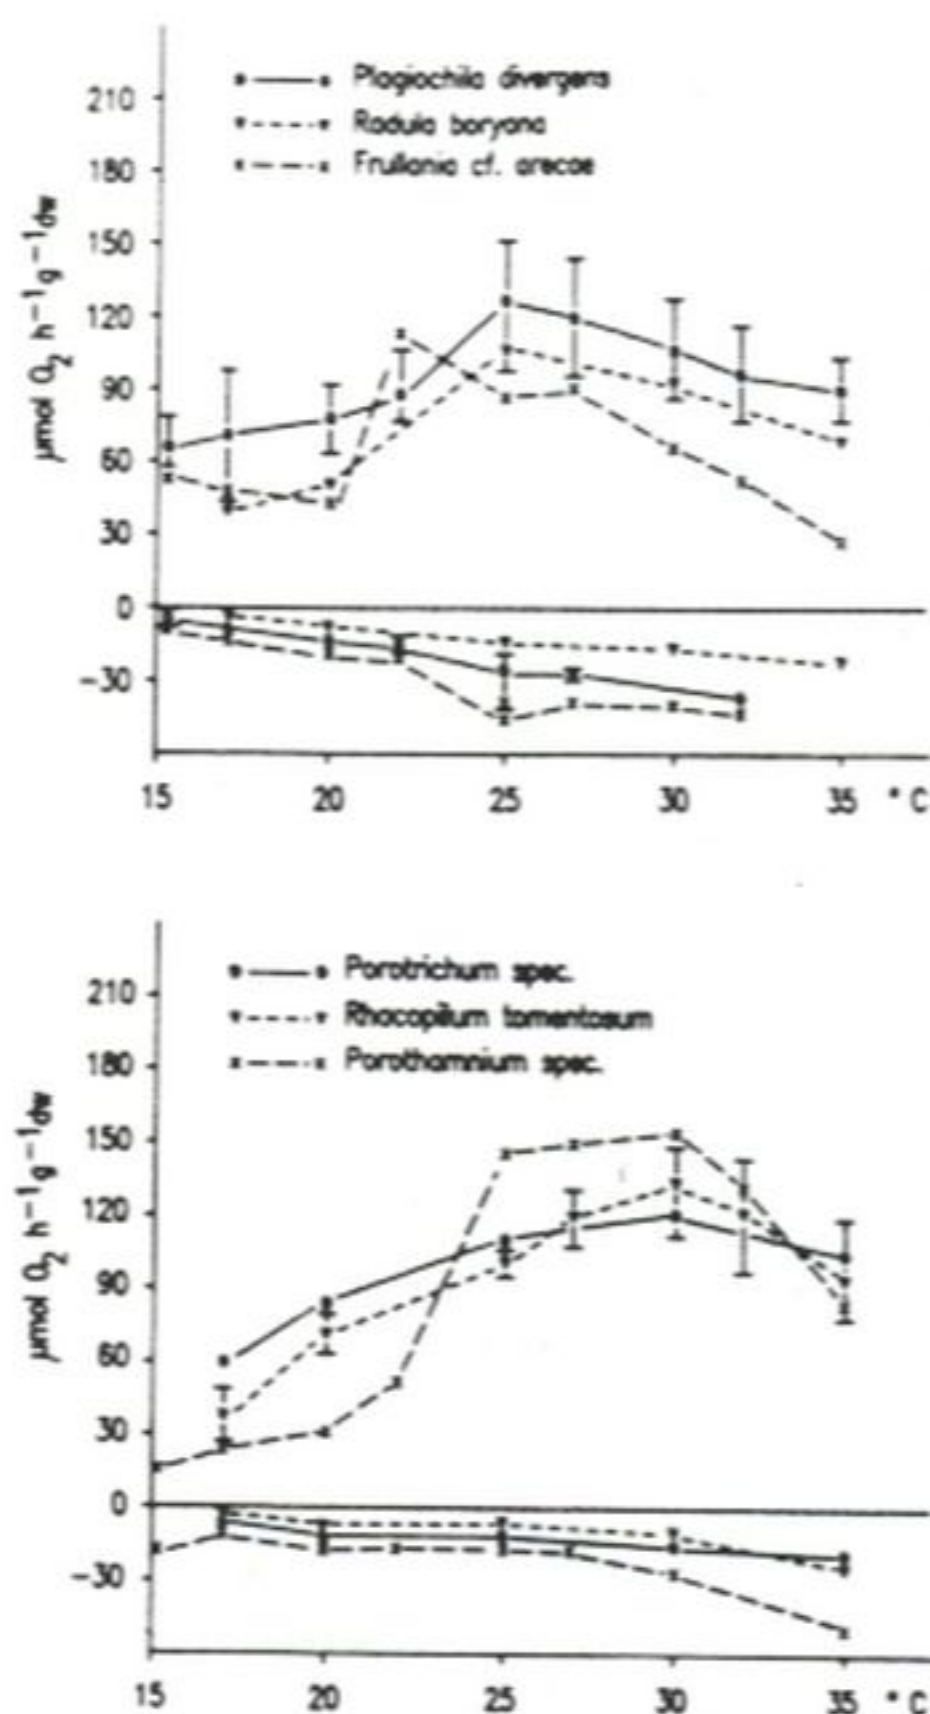 Plagiochila divergens
Radula boryana
Frullania cf. arecae
210
180
150
120
90
60
30
0
-30
µmol O₂ h⁻¹g⁻¹dw
15 20 25 30 35 °C
Porotrichum spec.
Rhacopilum tomentosum
Porothamnium spec.
210
180
150
120
90
60
30
0
-30
µmol O₂ h⁻¹g⁻¹dw
15 20 25 30 35 °C